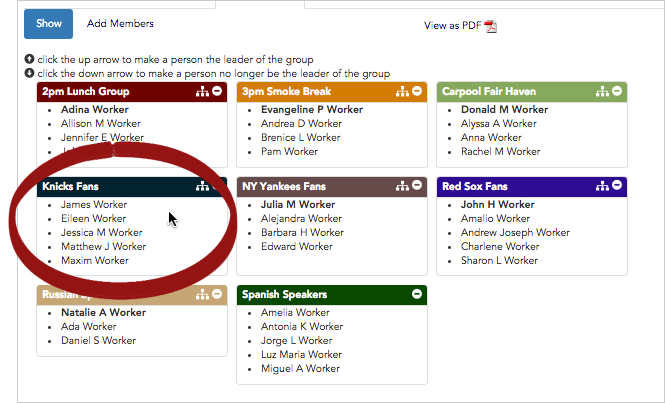 Show
Add Members
View as PDF
click the up arrow to make a person the leader of the group
click the down arrow to make a person no longer be the leader of the group
2pm Lunch Group
Adina Worker
Allison M Worker
Jennifer E Worker
3pm Smoke Break
Evangeline P Worker
Andrea D Worker
Brenice L Worker
Pam Worker
Carpool Fair Haven
Donald M Worker
Alyssa A Worker
Anna Worker
Rachel M Worker
Knicks Fans
James Worker
Eileen Worker
Jessica M Worker
Matthew J Worker
Maxim Worker
NY Yankees Fans
Julia M Worker
Alejandra Worker
Barbara H Worker
Edward Worker
Red Sox Fans
John H Worker
Amalio Worker
Andrew Joseph Worker
Charlene Worker
Sharon L Worker
Russian
Natalie A Worker
Ada Worker
Daniel S Worker
Spanish Speakers
Amelia Worker
Antonia K Worker
Jorge L Worker
Luz Maria Worker
Miguel A Worker